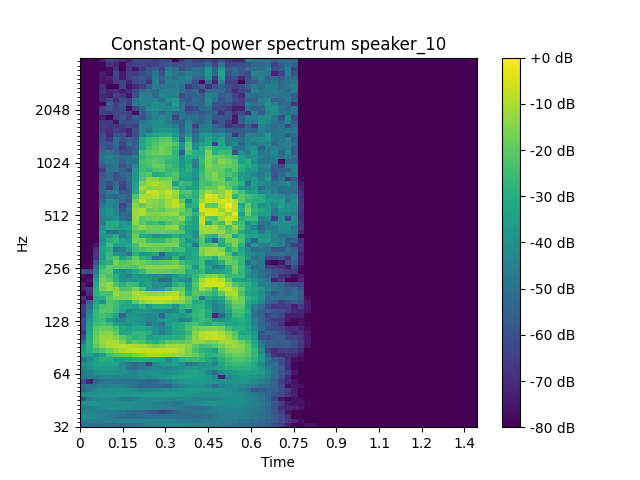 Constant-Q power spectrum speaker_10
Hz
2048
1024
512
256
128
64
32
0 0.15 0.3 0.45 0.6 0.75 0.9 1.1 1.2 1.4
Time
+0 dB
-10 dB
-20 dB
-30 dB
-40 dB
-50 dB
-60 dB
-70 dB
-80 dB